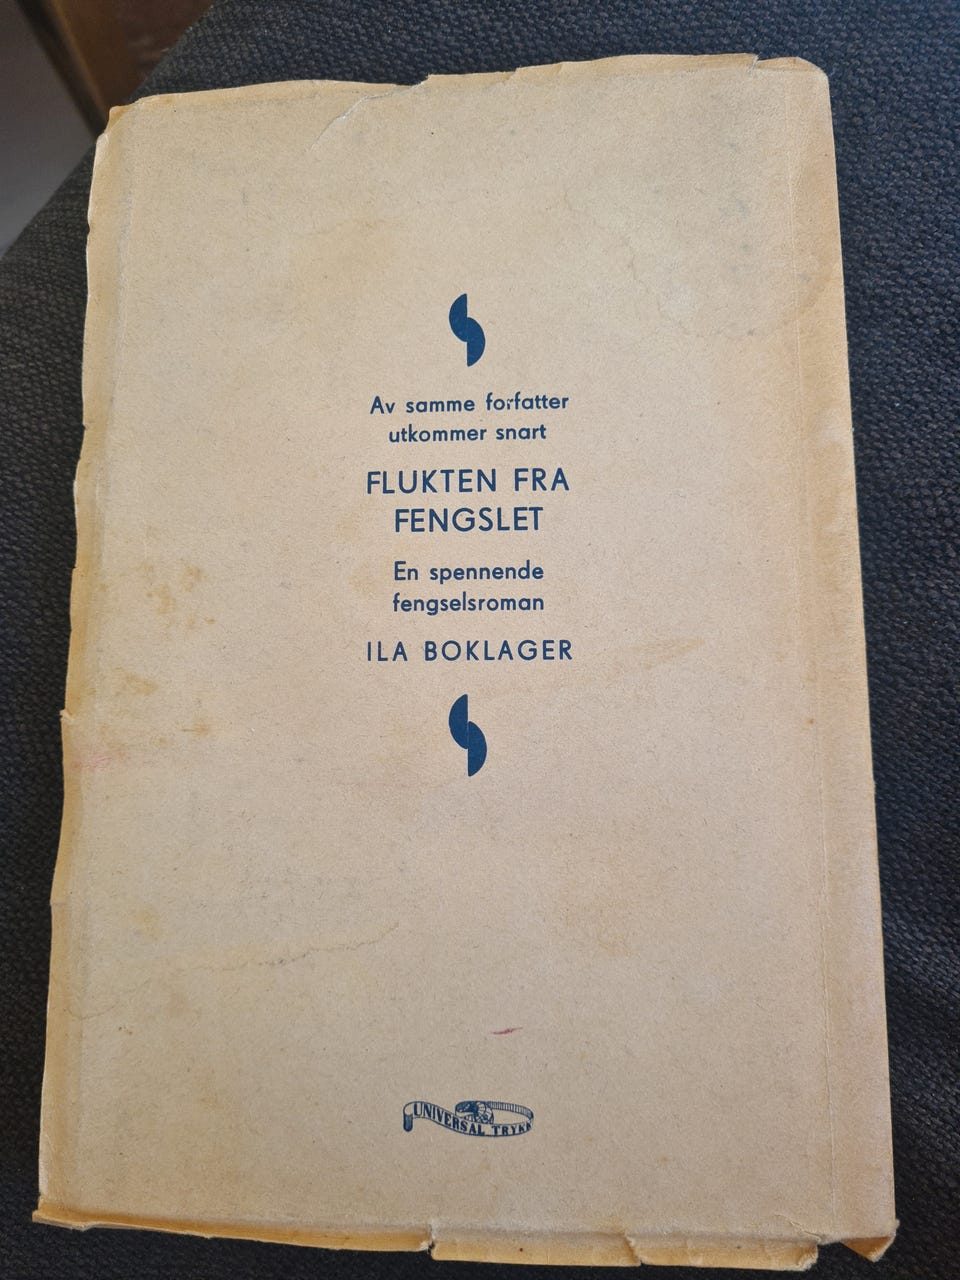 Av samme forfatter
utkommer snart
FLUKTEN FRA
FENGSLET
En spennende
fengselsroman
ILA BOKLAGER
UNIVERSAL TRYKK